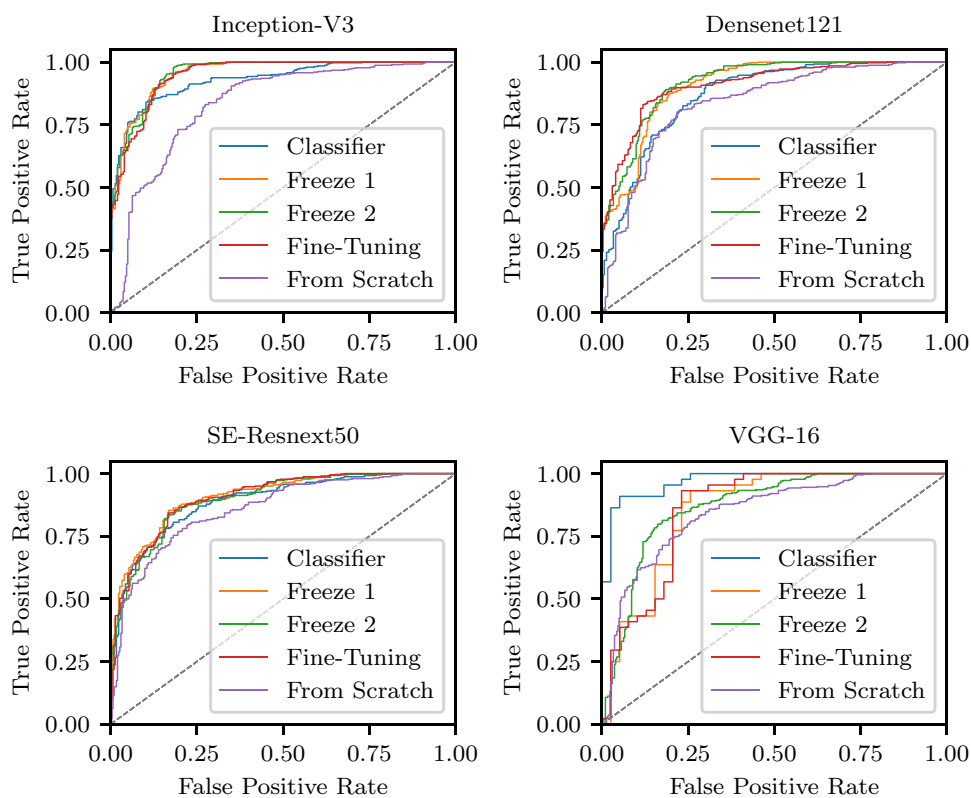 Inception-V3
True Positive Rate
1.00
0.75
0.50
0.25
0.00
Classifier
Freeze 1
Freeze 2
Fine-Tuning
From Scratch
0.00 0.25 0.50 0.75 1.00
False Positive Rate
Densenet121
True Positive Rate
1.00
0.75
0.50
0.25
0.00
Classifier
Freeze 1
Freeze 2
Fine-Tuning
From Scratch
0.00 0.25 0.50 0.75 1.00
False Positive Rate
SE-Resnext50
True Positive Rate
1.00
0.75
0.50
0.25
0.00
Classifier
Freeze 1
Freeze 2
Fine-Tuning
From Scratch
0.00 0.25 0.50 0.75 1.00
False Positive Rate
VGG-16
True Positive Rate
1.00
0.75
0.50
0.25
0.00
Classifier
Freeze 1
Freeze 2
Fine-Tuning
From Scratch
0.00 0.25 0.50 0.75 1.00
False Positive Rate